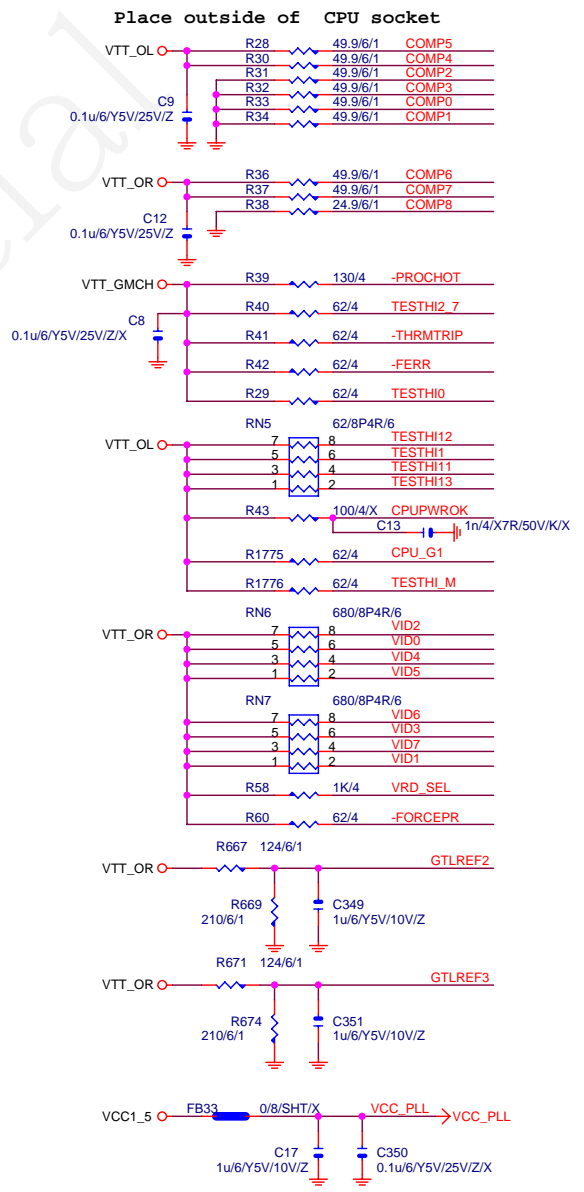 Place outside of CPU socket
VTT_OL R28 49.9/6/1 COMP5
R30 49.9/6/1 COMP4
R31 49.9/6/1 COMP2
R32 49.9/6/1 COMP3
C9 R33 49.9/6/1 COMP0
0.1u/6/Y5V/25V/Z R34 49.9/6/1 COMP1
VTT_OR R36 49.9/6/1 COMP6
R37 49.9/6/1 COMP7
C12 R38 24.9/6/1 COMP8
0.1u/6/Y5V/25V/Z
VTT_GMCH R39 130/4 -PROCHOT
C8 R40 62/4 TESTHI2_7
0.1u/6/Y5V/25V/Z/X R41 62/4 -THRMTRIP
R42 62/4 -FERR
R29 62/4 TESTHI0
RN5 62/8P4R/6
VTT_OL 7 8 TESTHI12
5 6 TESTHI1
3 4 TESTHI11
1 2 TESTHI13
R43 100/4/X CPUPWROK
C13 1n/4/X7R/50V/K/X
R1775 62/4 CPU_G1
R1776 62/4 TESTHI_M
RN6 680/8P4R/6
VTT_OR 7 8 VID2
5 6 VID0
3 4 VID4
1 2 VID5
RN7 680/8P4R/6
7 8 VID6
5 6 VID3
3 4 VID7
1 2 VID1
R58 1K/4 VRD_SEL
R60 62/4 -FORCEPR
R667 124/6/1
VTT_OR GTLREF2
R669 C349
210/6/1 1u/6/Y5V/10V/Z
R671 124/6/1
VTT_OR GTLREF3
R674 C351
210/6/1 1u/6/Y5V/10V/Z
VCC1_5 FB33 0/8/SHT/X VCC_PLL VCC_PLL
C17 C350
1u/6/Y5V/10V/Z 0.1u/6/Y5V/25V/Z/X